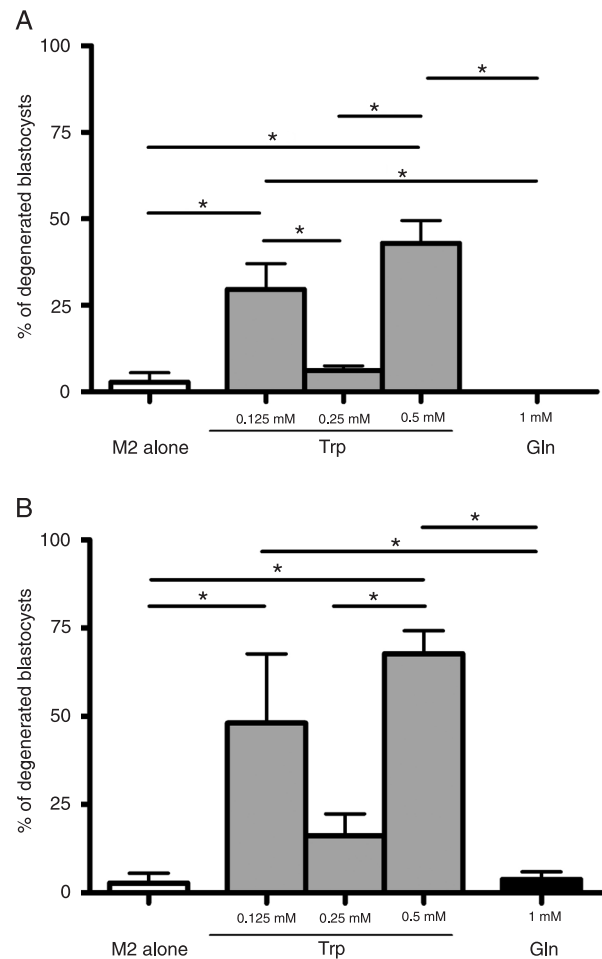 A
% of degenerated blastocysts
100
75
50
25
0
*
*
*
*
*
*
0.125 mM 0.25 mM 0.5 mM 1 mM
M2 alone Trp Gln
B
% of degenerated blastocysts
100
75
50
25
0
*
*
*
* *
0.125 mM 0.25 mM 0.5 mM 1 mM
M2 alone Trp Gln